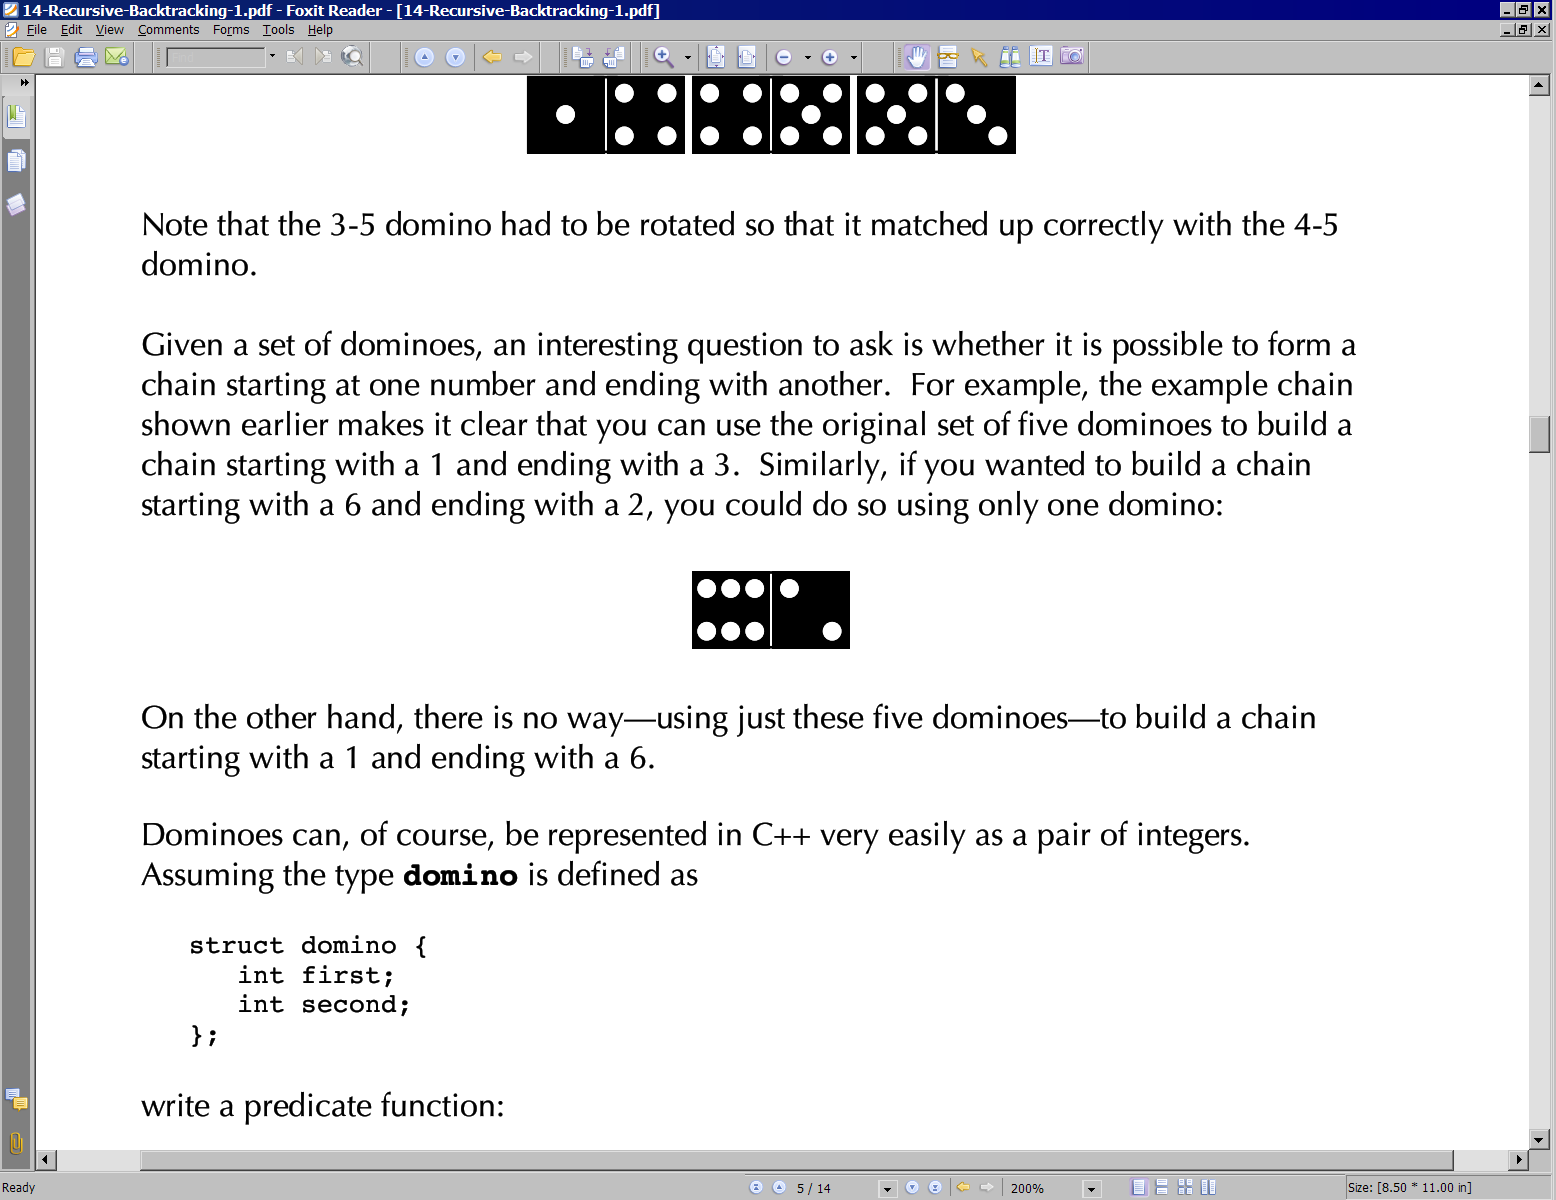 14-Recursive-Backtracking-1.pdf - Foxit Reader - [14-Recursive-Backtracking-1.pdf]
File Edit View Comments Forms Tools Help
Note that the 3-5 domino had to be rotated so that it matched up correctly with the 4-5
domino.
Given a set of dominoes, an interesting question to ask is whether it is possible to form a
chain starting at one number and ending with another. For example, the example chain
shown earlier makes it clear that you can use the original set of five dominoes to build a
chain starting with a 1 and ending with a 3. Similarly, if you wanted to build a chain
starting with a 6 and ending with a 2, you could do so using only one domino:
On the other hand, there is no way—using just these five dominoes—to build a chain
starting with a 1 and ending with a 6.
Dominoes can, of course, be represented in C++ very easily as a pair of integers.
Assuming the type domino is defined as
struct domino {
int first;
int second;
};
write a predicate function:
Ready 5 / 14 200% Size: [8.50 * 11.00 in]